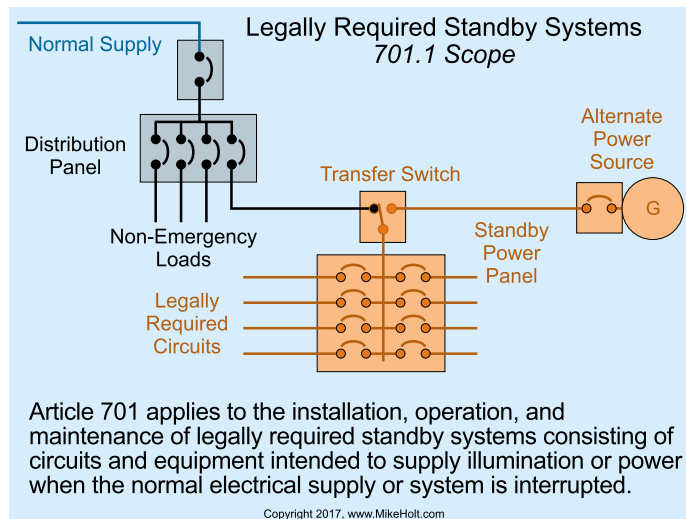 Legally Required Standby Systems
701.1 Scope
Normal Supply
Distribution
Panel
Alternate
Power
Source
Transfer Switch
G
Non-Emergency
Loads
Standby
Power
Panel
Legally
Required
Circuits
Article 701 applies to the installation, operation, and
maintenance of legally required standby systems consisting of
circuits and equipment intended to supply illumination or power
when the normal electrical supply or system is interrupted.
Copyright 2017, www.MikeHolt.com